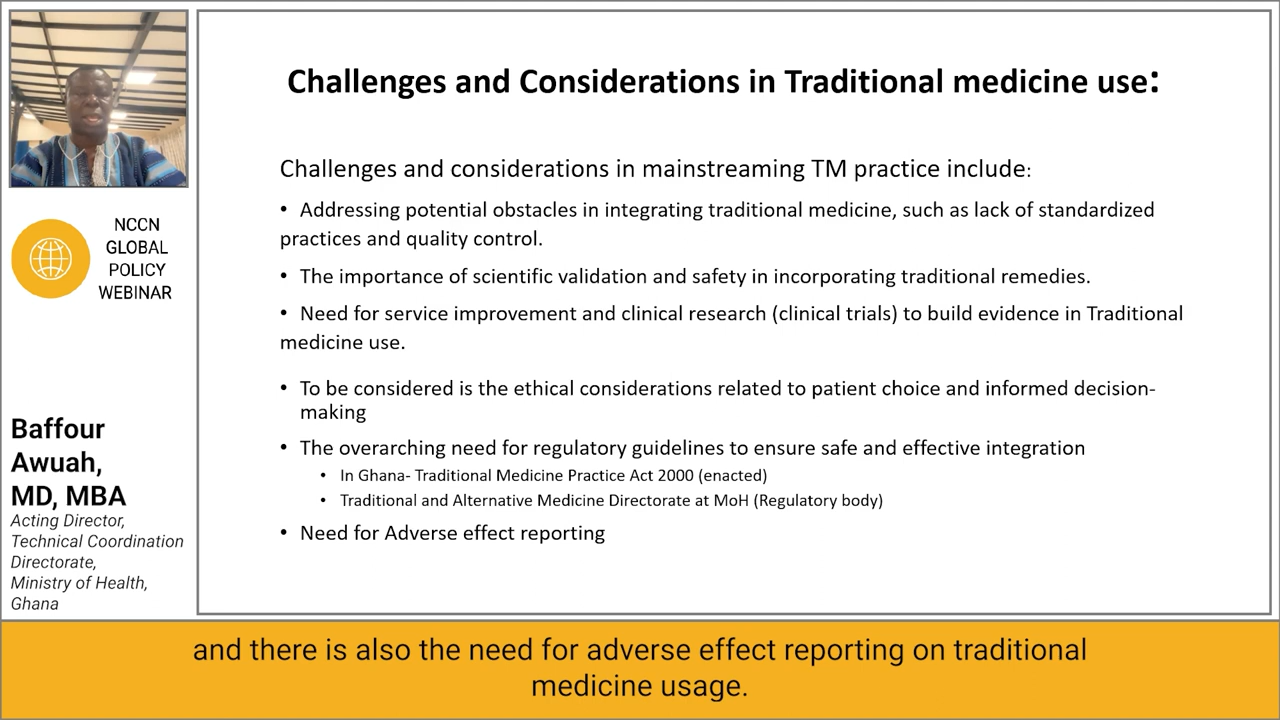 Challenges and Considerations in Traditional medicine use:
Challenges and considerations in mainstreaming TM practice include:
• Addressing potential obstacles in integrating traditional medicine, such as lack of standardized
practices and quality control.
• The importance of scientific validation and safety in incorporating traditional remedies.
• Need for service improvement and clinical research (clinical trials) to build evidence in Traditional
medicine use.
• To be considered is the ethical considerations related to patient choice and informed decision-
making
• The overarching need for regulatory guidelines to ensure safe and effective integration
• In Ghana- Traditional Medicine Practice Act 2000 (enacted)
• Traditional and Alternative Medicine Directorate at MoH (Regulatory body)
• Need for Adverse effect reporting
NCCN
GLOBAL
POLICY
WEBINAR
Baffour
Awuah,
MD, MBA
Acting Director,
Technical Coordination
Directorate,
Ministry of Health,
Ghana
and there is also the need for adverse effect reporting on traditional
medicine usage.